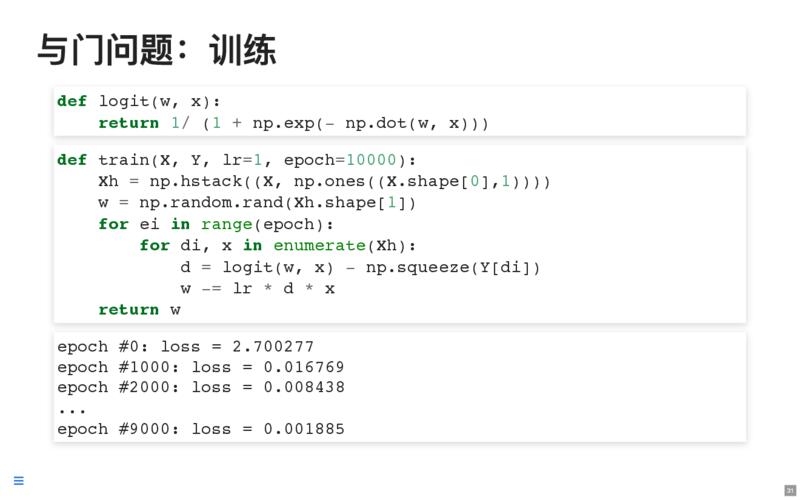 与门问题：训练
def logit(w, x):
    return 1/ (1 + np.exp(- np.dot(w, x)))
def train(X, Y, lr=1, epoch=10000):
    Xh = np.hstack((X, np.ones((X.shape[0],1))))
    w = np.random.rand(Xh.shape[1])
    for ei in range(epoch):
        for di, x in enumerate(Xh):
            d = logit(w, x) - np.squeeze(Y[di])
            w -= lr * d * x
    return w
epoch #0: loss = 2.700277
epoch #1000: loss = 0.016769
epoch #2000: loss = 0.008438
...
epoch #9000: loss = 0.001885
31